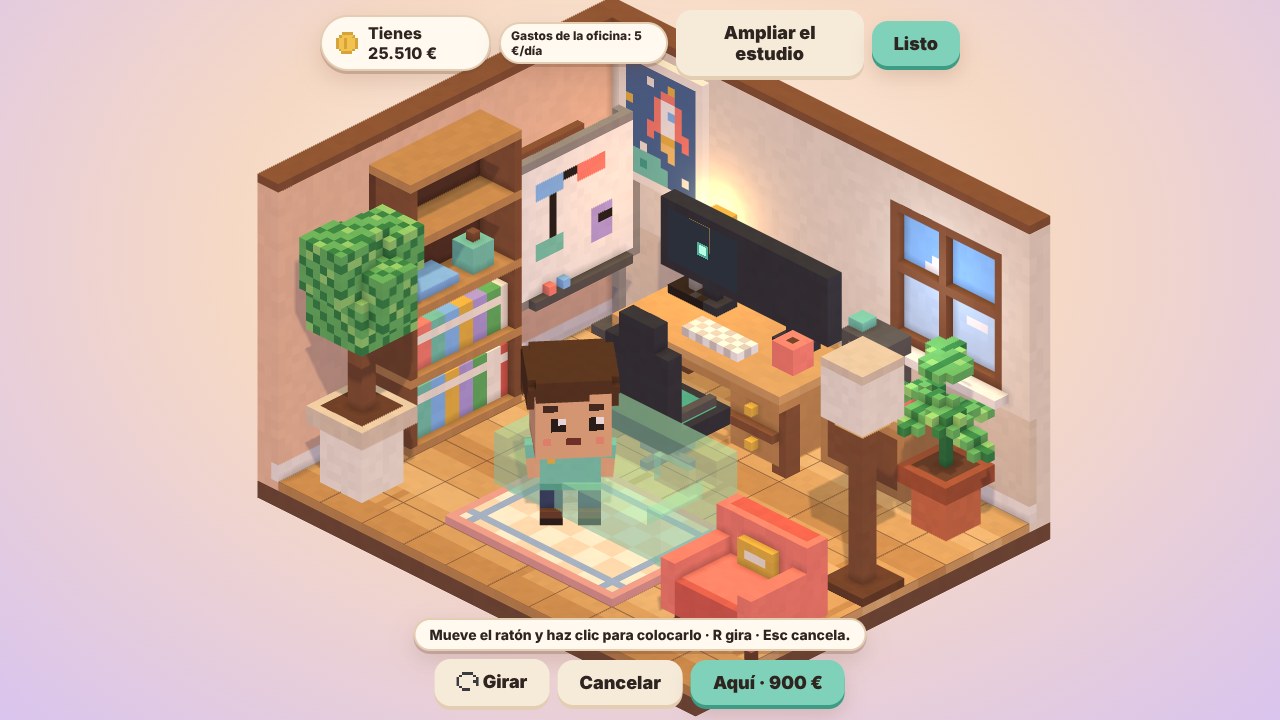 Tienes
25.510 €
Gastos de la oficina: 5
€/día
Ampliar el
estudio
Listo
Mueve el ratón y haz clic para colocarlo · R gira · Esc cancela.
Girar
Cancelar
Aquí · 900 €